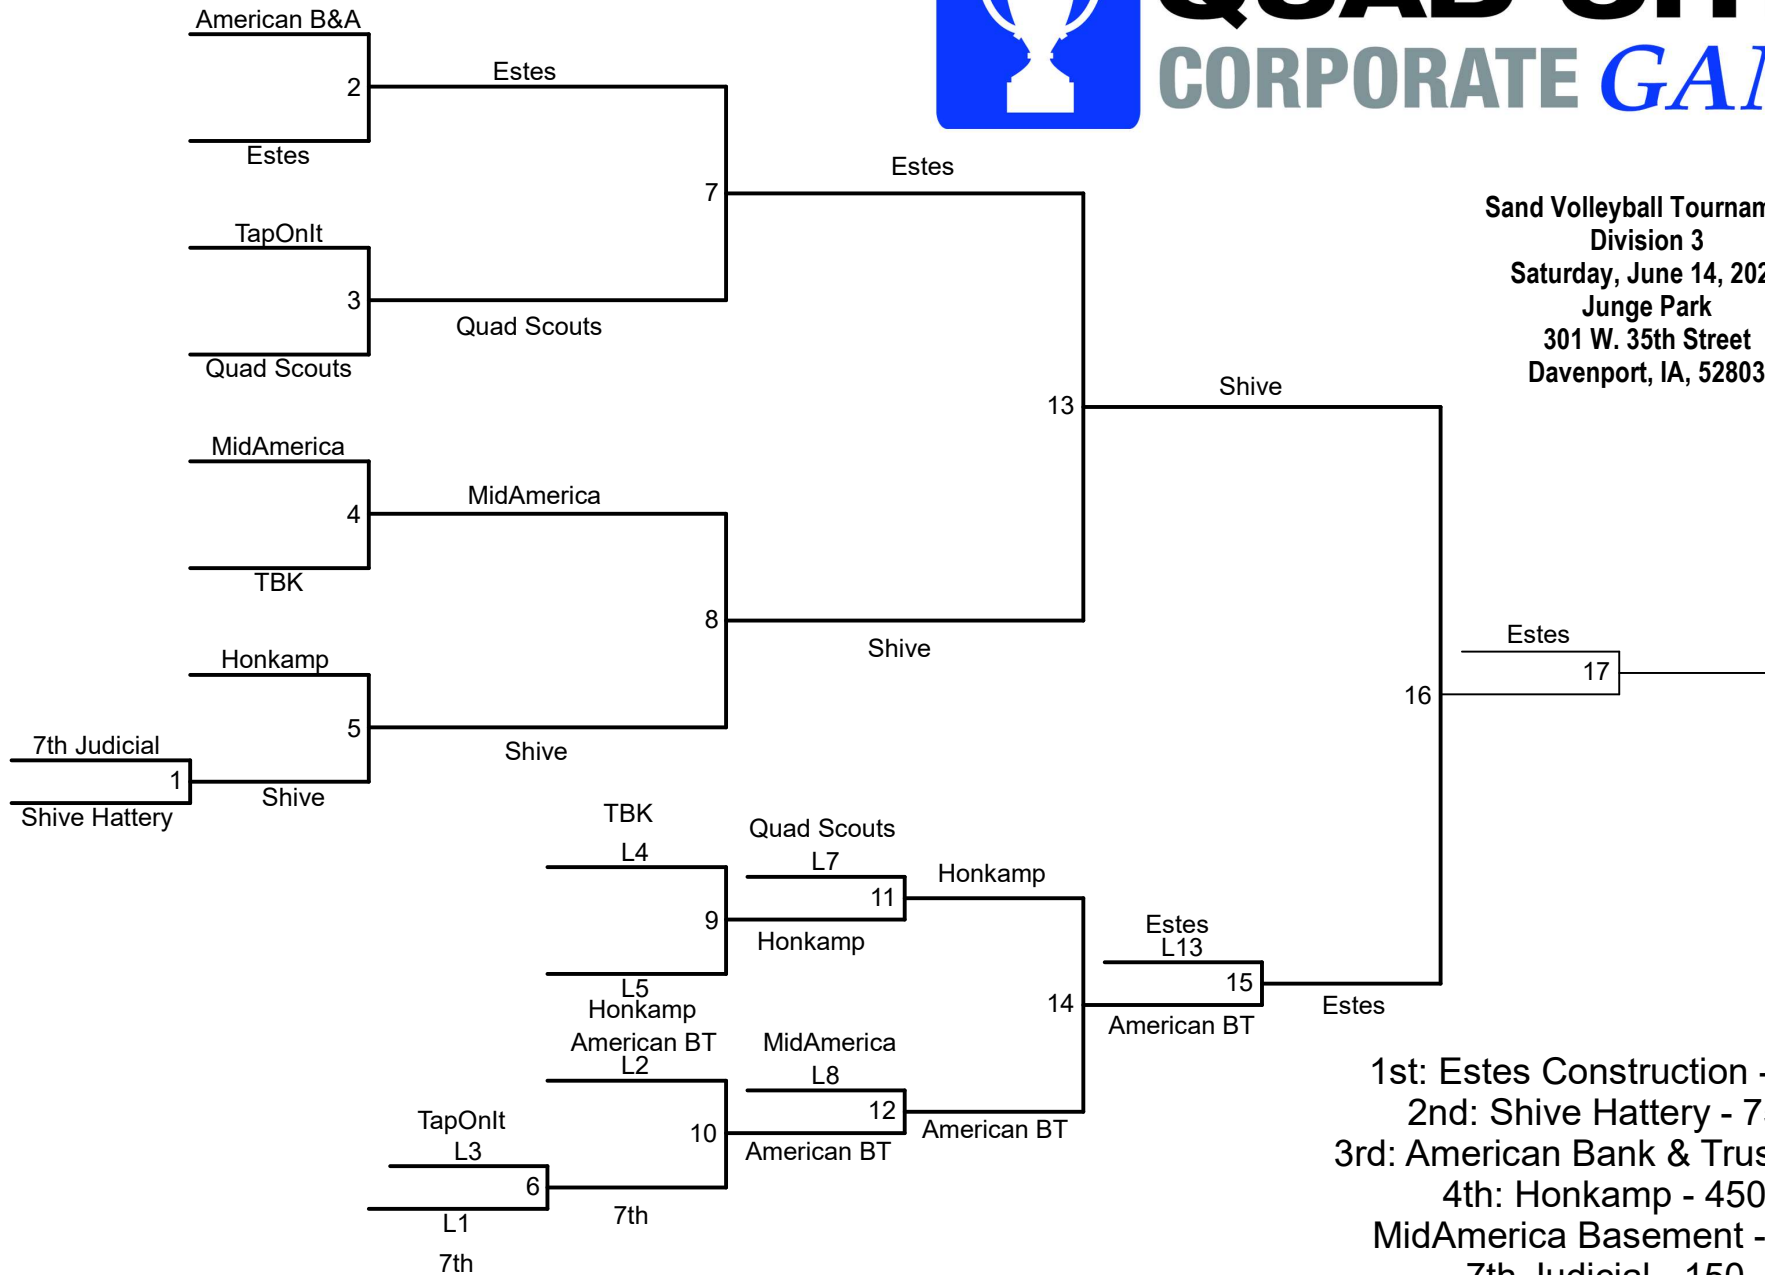 American B&A
2
Estes
Estes
7
Estes
TapOnIt
3
Quad Scouts
Quad Scouts
13
Shive
MidAmerica
4
MidAmerica
TBK
8
Shive
Honkamp
5
Shive
7th Judicial
1
Shive
Shive Hattery
CORPORATE
Sand Volleyball
Division 3
Saturday, June 14,
Junge Park
301 W. 35th Street
Davenport, IA, 52803
Estes
17
16
TBK
L4
9
L5
Honkamp
Quad Scouts
L7
11
Honkamp
Honkamp
14
Estes
L13
15
American BT
Estes
American BT
L2
10
MidAmerica
L8
12
American BT
American BT
TapOnIt
L3
6
L1
7th
7th
1st: Estes Construction -
2nd: Shive Hattery -
3rd: American Bank &
4th: Honkamp - 450
MidAmerica Basement -
7th Judicial - 150